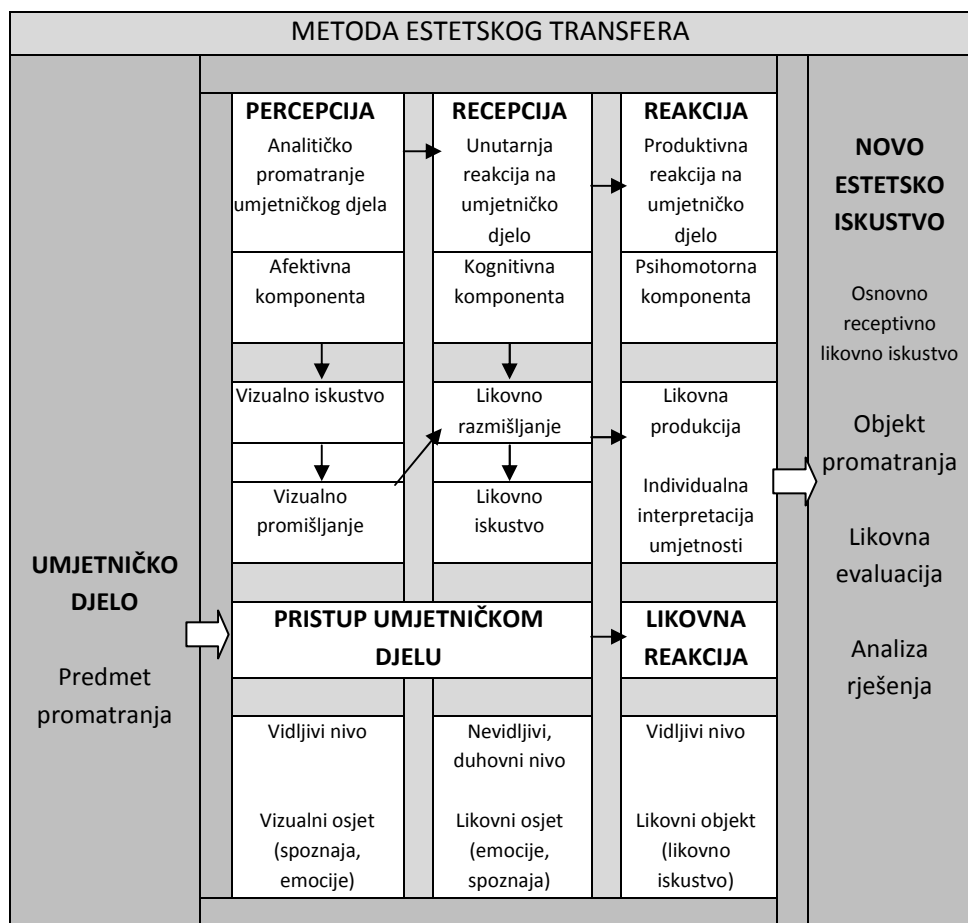 METODA ESTETSKOG TRANSFERA
UMJETNIČKO
DJELO
Predmet
promatranja
PERCEPCIJA
Analitičko
promatranje
umjetničkog djela
RECEPCIJA
Unutarnja
reakcija na
umjetničko
djelo
REAKCIJA
Produktivna
reakcija na
umjetničko
djelo
Afektivna
komponenta
Kognitivna
komponenta
Psihomotorna
komponenta
Vizualno iskustvo
Likovno
razmišljanje
Likovna
produkcija
Individualna
interpretacija
umjetnosti
Vizualno
promišljanje
Likovno
iskustvo
PRISTUP UMJETNIČKOM
DJELU
LIKOVNA
REAKCIJA
Vidljivi nivo
Vizualni osjet
(spoznaja,
emocije)
Nevidljivi,
duhovni nivo
Likovni osjet
(emocije,
spoznaja)
Vidljivi nivo
Likovni objekt
(likovno
iskustvo)
NOVO
ESTETSKO
ISKUSTVO
Osnovno
receptivno
likovno iskustvo
Objekt
promatranja
Likovna
evaluacija
Analiza
rješenja